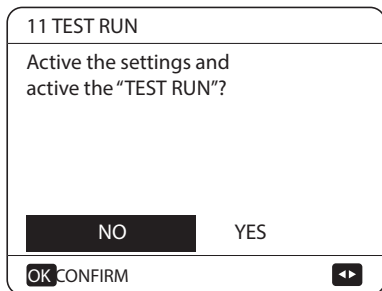 11 TEST RUN
Active the settings and
active the “TEST RUN”?
NO YES
OK CONFIRM